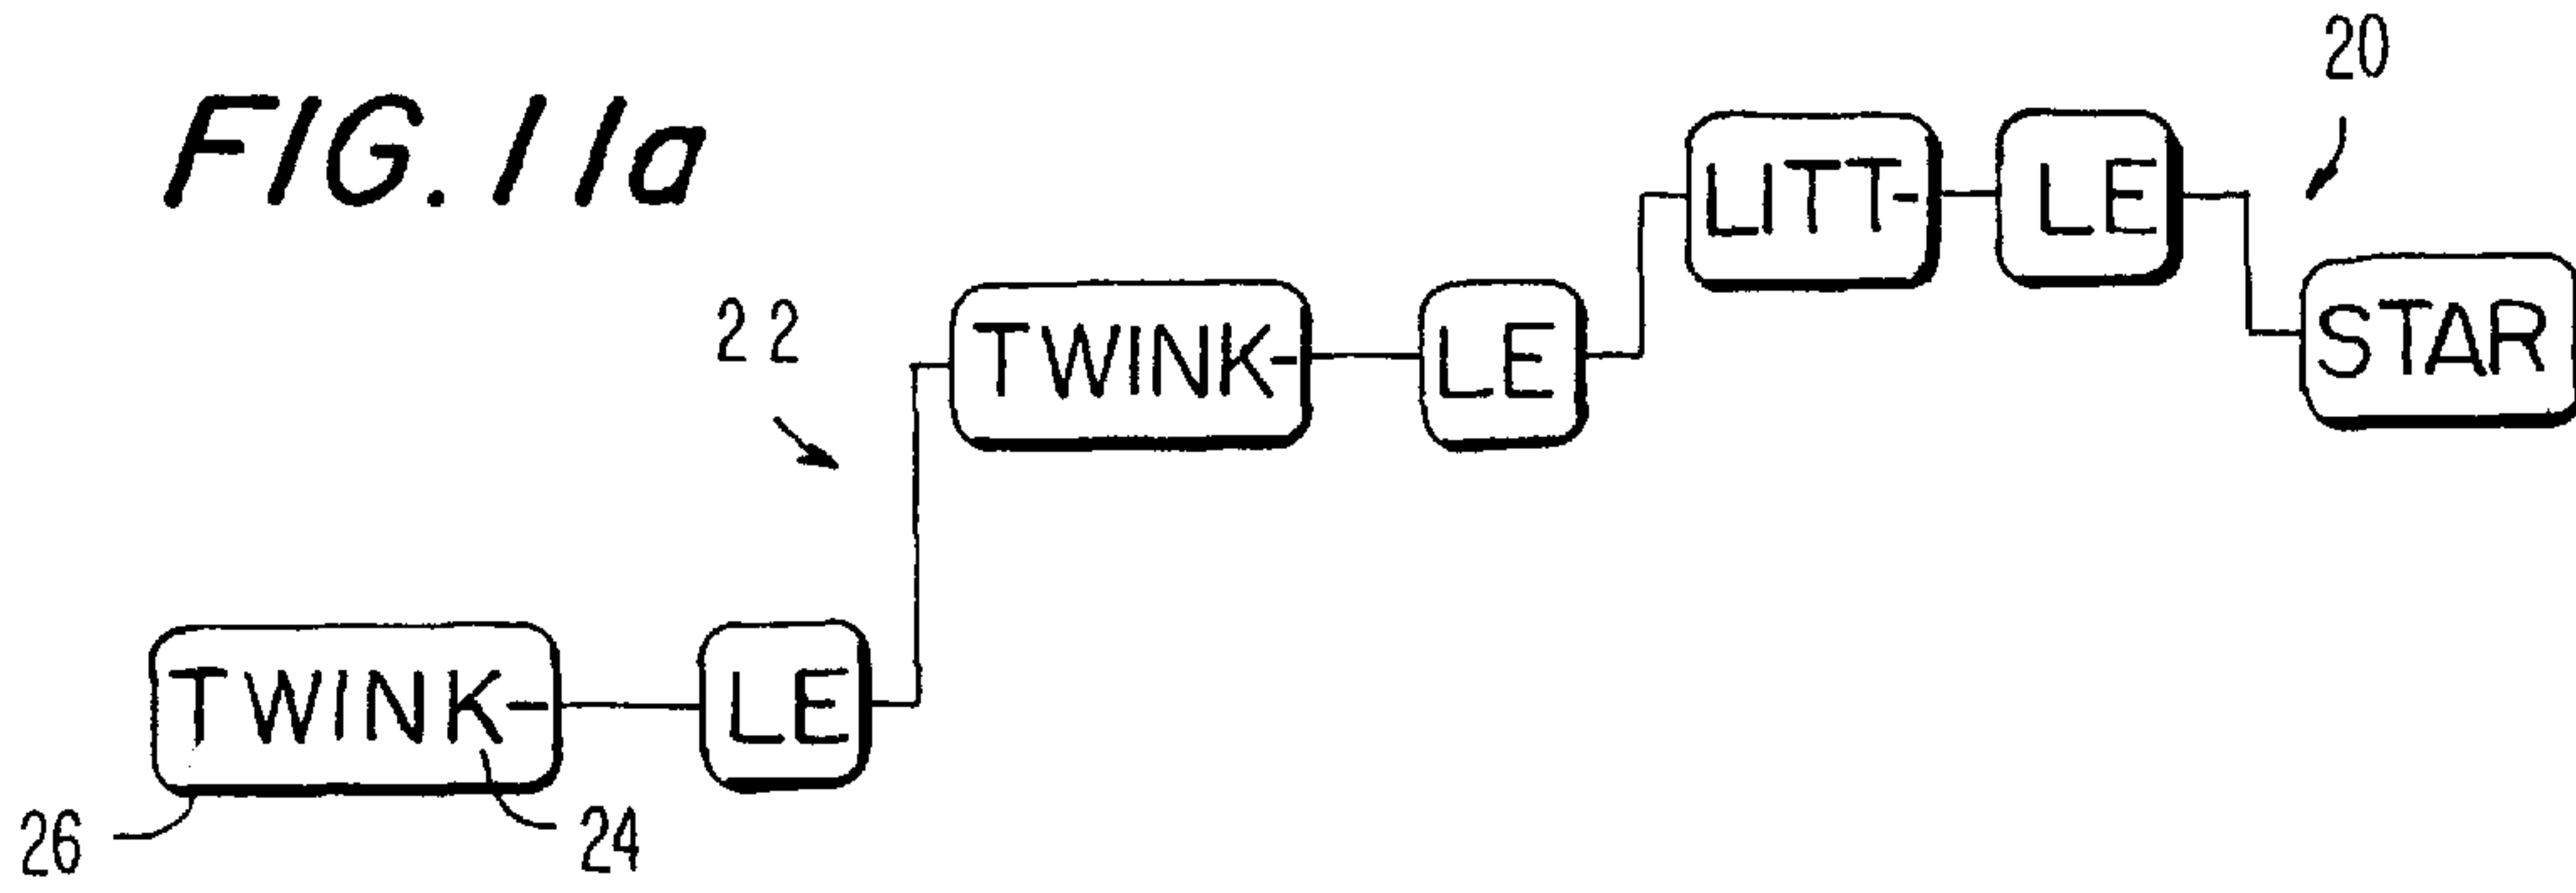 FIG. 11a
20
LITT- LE
22
TWINK- LE
STAR
TWINK- LE
26
24